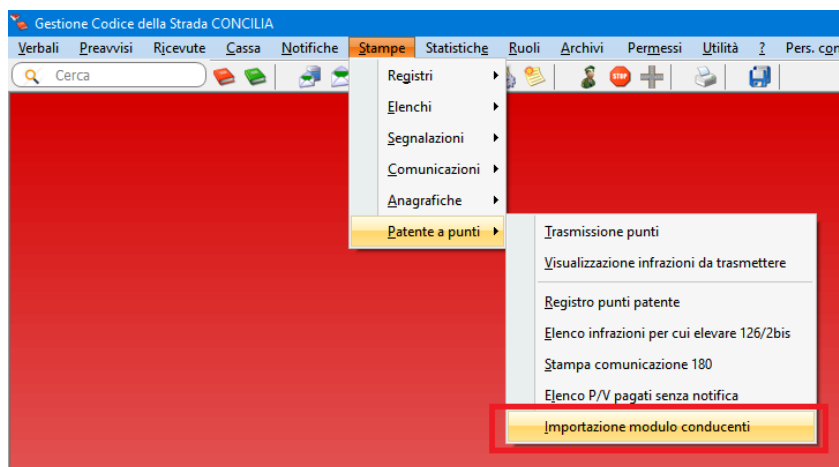 Gestione Codice della Strada CONCILIA
Verbali Preavvisi Ricevute Cassa Notifiche Stampe Statistiche Ruoli Archivi Permessi Utilità ? Pers. con
Cerca
STOP
Registri
Elenchi
Segnalazioni
Comunicazioni
Anagrafiche
Patente a punti
Trasmissione punti
Visualizzazione infrazioni da trasmettere
Registro punti patente
Elenco infrazioni per cui elevare 126/2bis
Stampa comunicazione 180
Elenco P/V pagati senza notifica
Importazione modulo conducenti